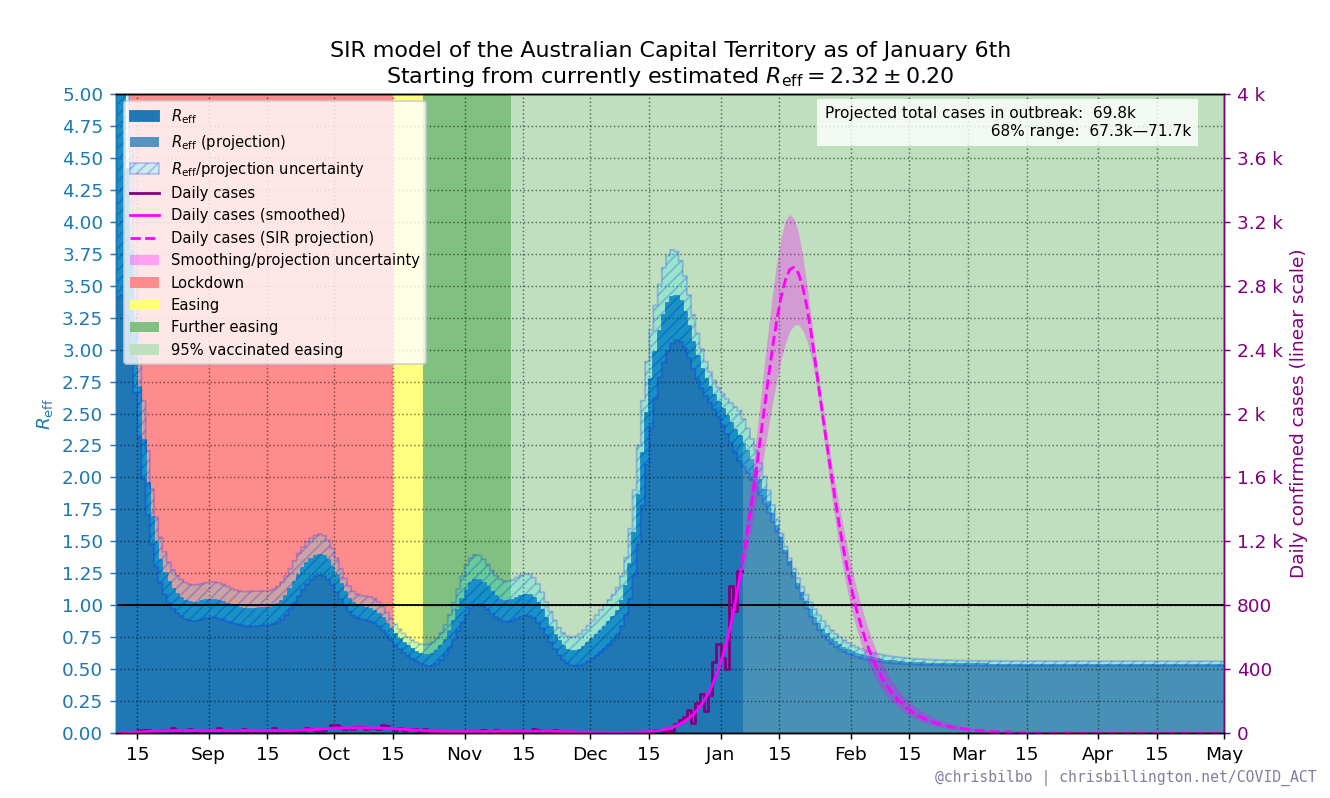 SIR model of the Australian Capital Territory as of January 6th
Starting from currently estimated R_eff = 2.32 ± 0.20
Projected total cases in outbreak: 69.8k
68% range: 67.3k—71.7k
R_eff
R_eff (projection)
R_eff/projection uncertainty
Daily cases
Daily cases (smoothed)
Daily cases (SIR projection)
Smoothing/projection uncertainty
Lockdown
Easing
Further easing
95% vaccinated easing
R_eff
5.00
4.75
4.50
4.25
4.00
3.75
3.50
3.25
3.00
2.75
2.50
2.25
2.00
1.75
1.50
1.25
1.00
0.75
0.50
0.25
0.00
4 k
3.6 k
3.2 k
2.8 k
2.4 k
2 k
1.6 k
1.2 k
800
400
0
Daily confirmed cases (linear scale)
15 Sep 15 Oct 15 Nov 15 Dec 15 Jan 15 Feb 15 Mar 15 Apr 15 May
@chrisbilbo | chrisbillington.net/COVID_ACT